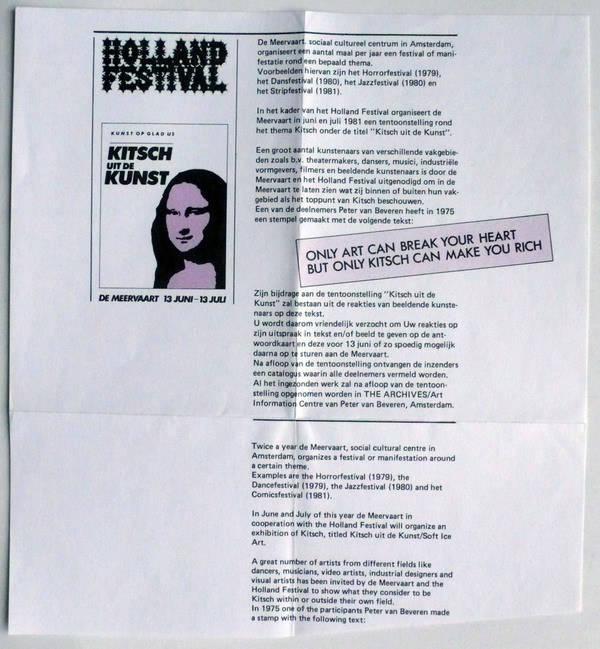 HOLLAND
FESTIVAL
KUNST OP GLAD IJS
KITSCH
UIT DE
KUNST
DE MEERVAART 13 JUNI-13 JULI
De Meervaart, sociaal cultureel centrum in Amsterdam,
organiseert een aantal maal per jaar een festival of mani-
festatie rond een bepaald thema.
Voorbeelden hiervan zijn het Horrorfestival (1979),
het Dansfestival (1980), het Jazzfestival (1980) en
het Stripfestival (1981).
In het kader van het Holland Festival organiseert de
Meervaart in juni en juli 1981 een tentoonstelling rond
het thema Kitsch onder de titel "Kitsch uit de Kunst".
Een groot aantal kunstenaars van verschillende vakgebie-
den zoals b.v. theatermakers, dansers, musici, industriële
vormgevers, filmers en beeldende kunstenaars is door de
Meervaart en het Holland Festival uitgenodigd om in de
Meervaart te laten zien wat zij binnen of buiten hun vak-
gebied als het toppunt van Kitsch beschouwen.
Een van de deelnemers Peter van Beveren heeft in 1975
een stempel gemaakt met de volgende tekst:
ONLY ART CAN BREAK YOUR HEART
BUT ONLY KITSCH CAN MAKE YOU RICH
Zijn bijdrage aan de tentoonstelling "Kitsch uit de
Kunst" zal bestaan uit de reakties van beeldende kunste-
naars op deze tekst.
U wordt daarom vriendelijk verzocht om Uw reakties op
zijn uitspraak in tekst en/of beeld te geven op de ant-
woordkaart en deze voor 13 juni of zo spoedig mogelijk
daarna op te sturen aan de Meervaart.
Na afloop van de tentoonstelling ontvangen de inzenders
een catalogus waarin alle deelnemers vermeld worden.
Al het ingezonden werk zal na afloop van de tentoon-
stelling opgenomen worden in THE ARCHIVES/Art
Information Centre van Peter van Beveren, Amsterdam.
Twice a year de Meervaart, social cultural centre in
Amsterdam, organizes a festival or manifestation around
a certain theme.
Examples are the Horrorfestival (1979), the
Dancefestival (1979), the Jazzfestival (1980) and het
Comicsfestival (1981).
In June and July of this year de Meervaart in
cooperation with the Holland Festival will organize an
exhibition of Kitsch, titled Kitsch uit de Kunst/Soft Ice
Art.
A great number of artists from different fields like
dancers, musicians, video artists, industrial designers and
visual artists has been invited by de Meervaart and the
Holland Festival to show what they consider to be
Kitsch within or outside their own field.
In 1975 one of the participants Peter van Beveren made
a stamp with the following text: